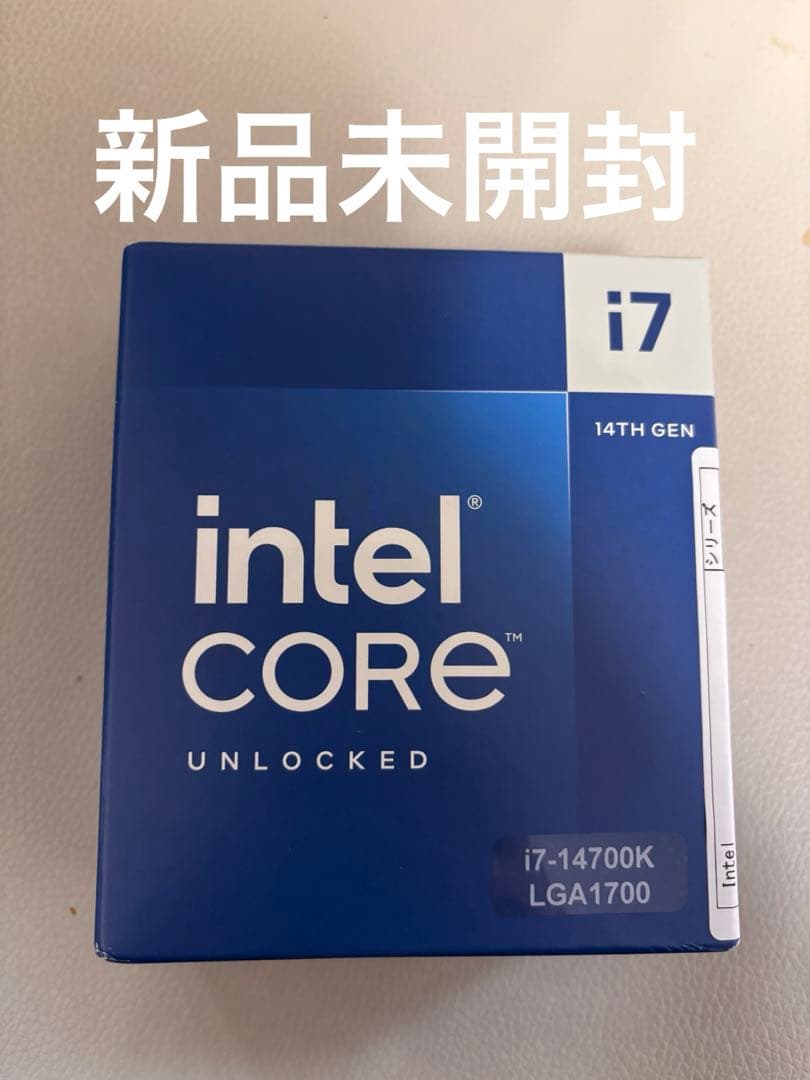 新品未開封
i7
14TH GEN
intel®
CORE™
UNLOCKED
i7-14700K
LGA1700
シリーズ
Intel